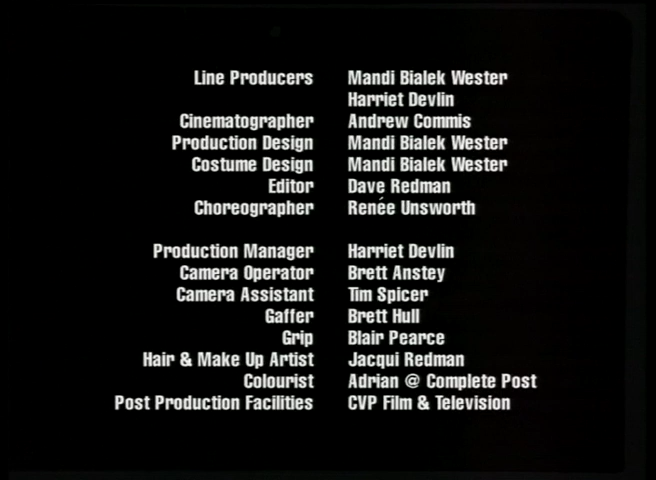 Line Producers Mandi Bialek Wester
Harriet Devlin
Cinematographer Andrew Commis
Production Design Mandi Bialek Wester
Costume Design Mandi Bialek Wester
Editor Dave Redman
Choreographer Renée Unsworth
Production Manager Harriet Devlin
Camera Operator Brett Anstey
Camera Assistant Tim Spicer
Gaffer Brett Hull
Grip Blair Pearce
Hair & Make Up Artist Jacqui Redman
Colourist Adrian @ Complete Post
Post Production Facilities CVP Film & Television